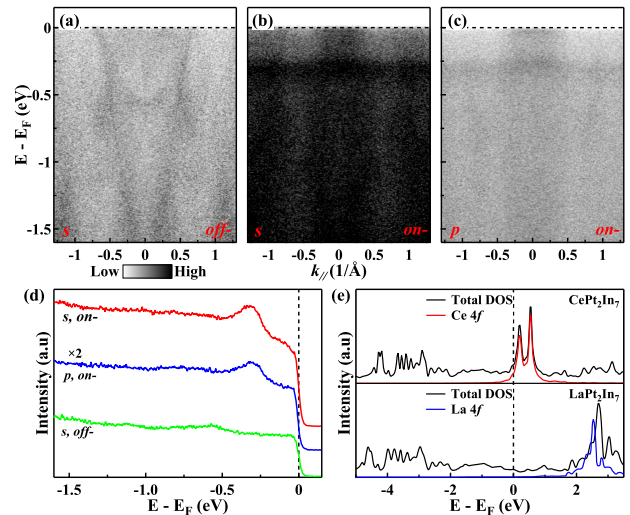 (a) (b) (c)
0
-0.5
-1
-1.5
E - E_F (eV)
s off-
s on-
p on-
-1 -0.5 0 0.5 1
-1 -0.5 0 0.5 1
-1 -0.5 0 0.5 1
Low High
k_// (1/Å)
(d)
s, on-
×2
p, on-
s, off-
Intensity (a.u)
-1.5 -1.0 -0.5 0
E - E_F (eV)
(e)
Total DOS CePt₂In₇
Ce 4f
Total DOS LaPt₂In₇
La 4f
Intensity (a.u)
-4 -2 0 2
E - E_F (eV)